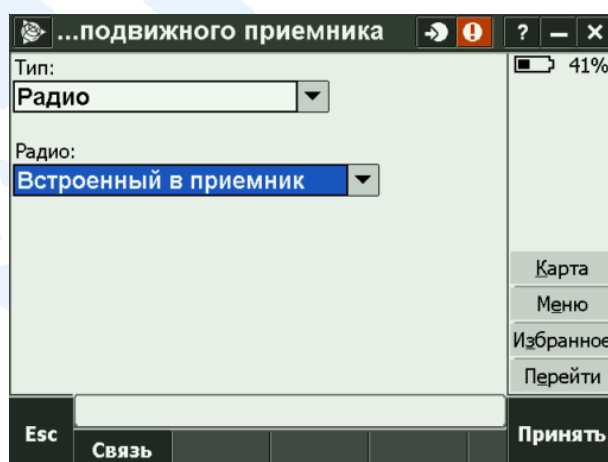 ...подвижного приемника
? – ×
Тип:
41%
Радио
Радио:
Встроенный в приемник
Карта
Меню
Избранное
Перейти
Esc
Связь
Принять